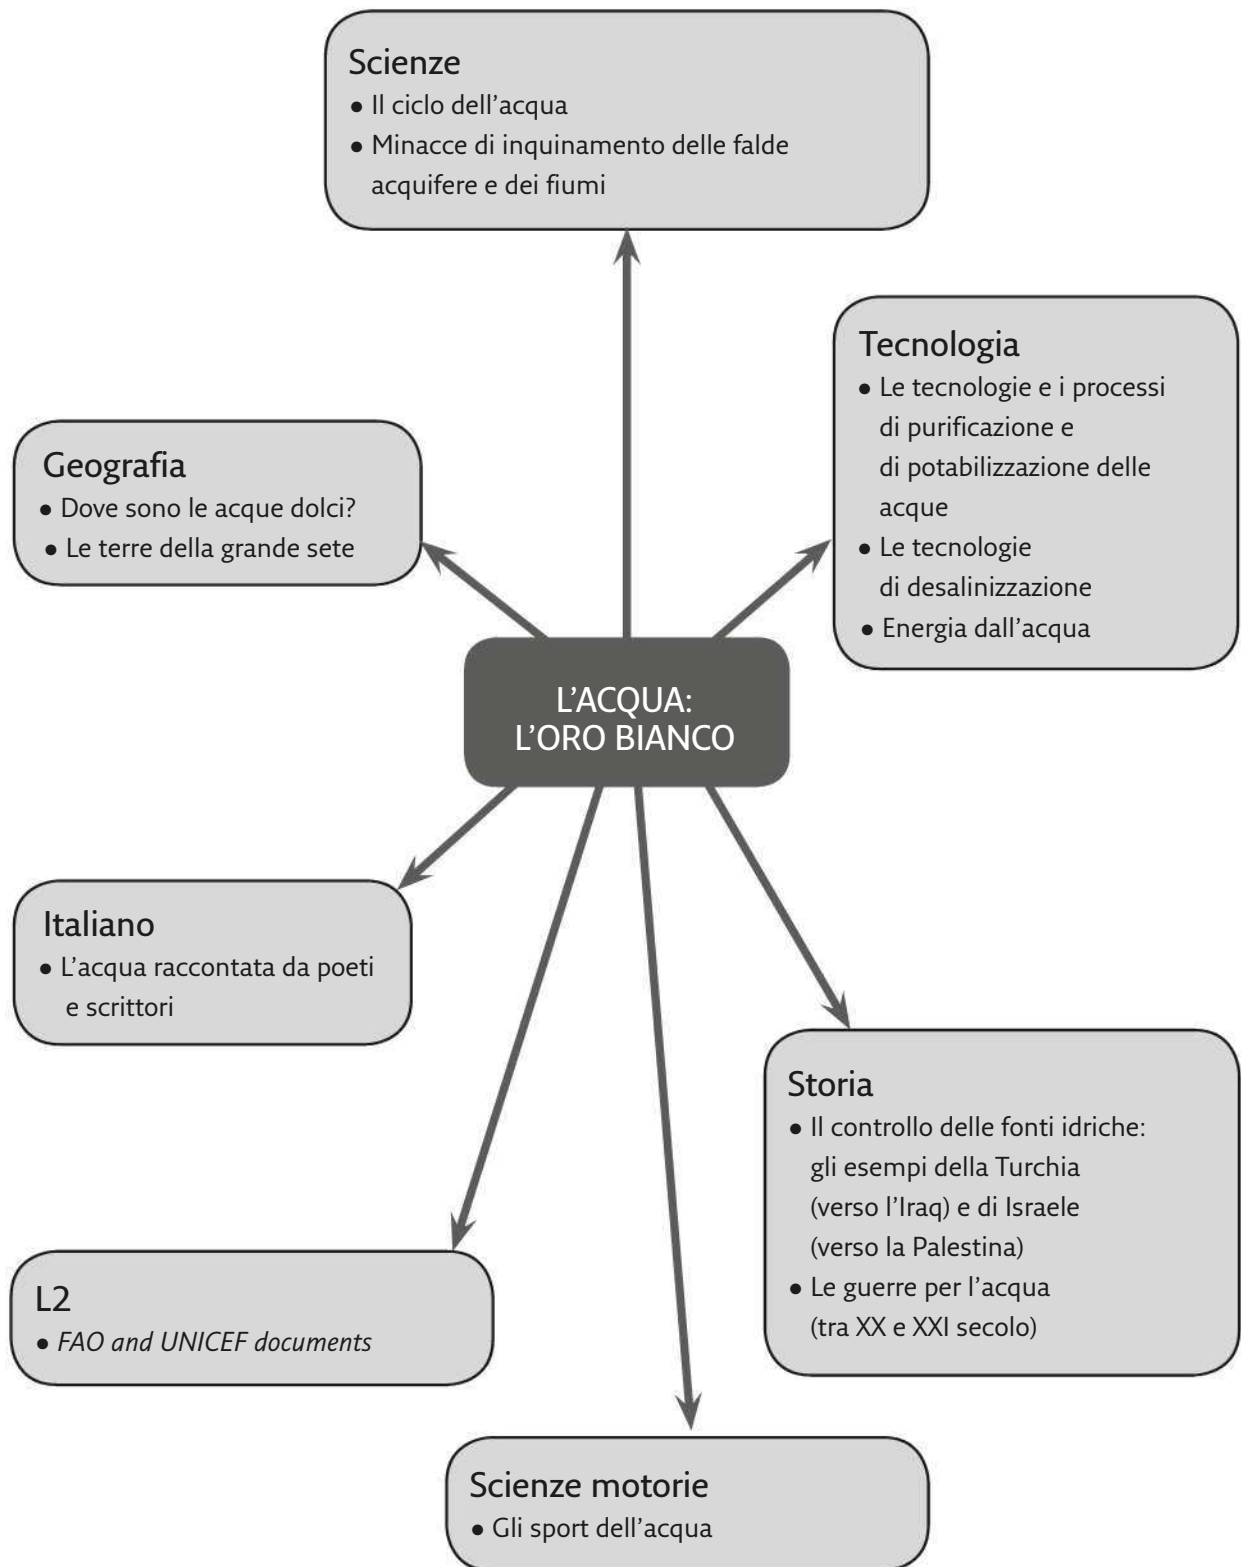 Scienze
• Il ciclo dell’acqua
• Minacce di inquinamento delle falde
acquifere e dei fiumi
Tecnologia
• Le tecnologie e i processi
di purificazione e
di potabilizzazione delle
acque
• Le tecnologie
di desalinizzazione
• Energia dall’acqua
Geografia
• Dove sono le acque dolci?
• Le terre della grande sete
L’ACQUA:
L’ORO BIANCO
Italiano
• L’acqua raccontata da poeti
e scrittori
Storia
• Il controllo delle fonti idriche:
gli esempi della Turchia
(verso l’Iraq) e di Israele
(verso la Palestina)
• Le guerre per l’acqua
(tra XX e XXI secolo)
L2
• FAO and UNICEF documents
Scienze motorie
• Gli sport dell’acqua